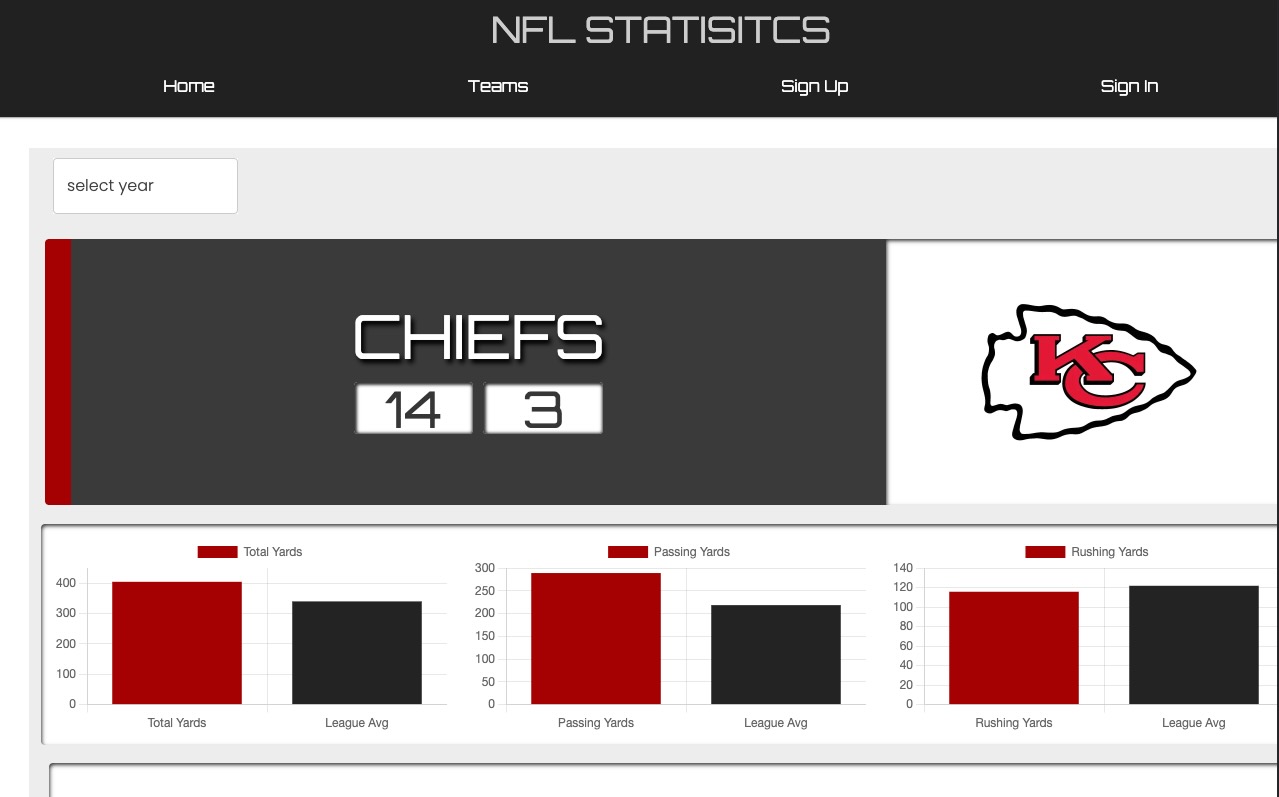 NFL STATISITCS
Home Teams Sign Up Sign In
select year
CHIEFS
14 3
KC
Total Yards
400
300
200
100
0
Total Yards League Avg
Passing Yards
300
250
200
150
100
50
0
Passing Yards League Avg
Rushing Yards
140
120
100
80
60
40
20
0
Rushing Yards League Avg